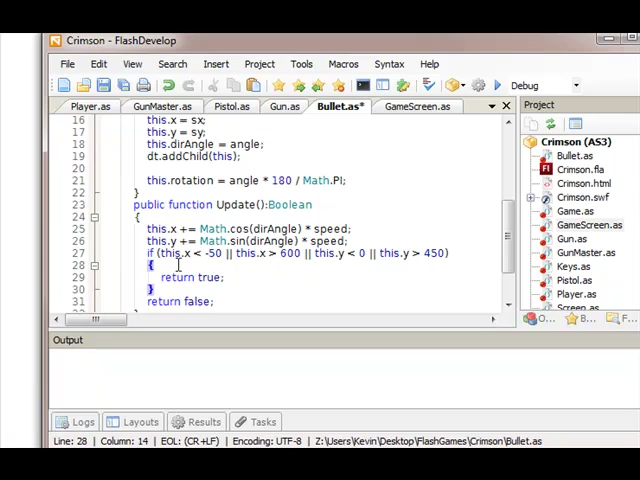 Crimson - FlashDevelop
File Edit View Search Insert Project Tools Macros Syntax Help
Debug
Player.as GunMaster.as Pistol.as Gun.as Bullet.as* GameScreen.as
Project
16 this.x = sx;
17 this.y = sy;
18 this.dirAngle = angle;
19 dt.addChild(this);
20
21 this.rotation = angle * 180 / Math.PI;
22 }
23 public function Update():Boolean
24 {
25 this.x += Math.cos(dirAngle) * speed;
26 this.y += Math.sin(dirAngle) * speed;
27 if (this.x < -50 || this.x > 600 || this.y < 0 || this.y > 450)
28 {
29 return true;
30 }
31 return false;
Crimson (AS3)
Bullet.as
Crimson.fla
Crimson.html
Crimson.swf
Game.as
GameScreen.as
Gun.as
GunMaster.as
Keys.as
Pistol.as
Player.as
Screen.as
O... B... F...
Output
Logs Layouts Results Tasks
Line: 28 Column: 14 EOL: (CR+LF) Encoding: UTF-8 Z:\Users\Kevin\Desktop\FlashGames\Crimson\Bullet.as